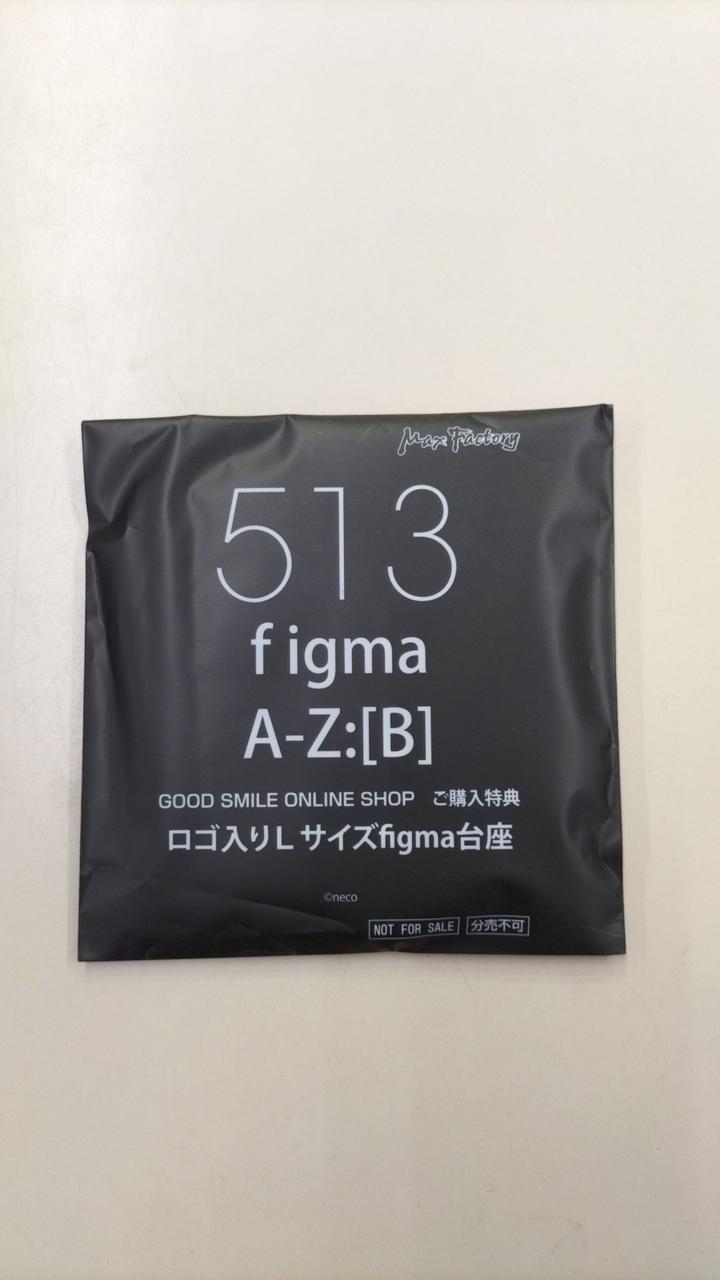 Max Factory
513
figma
A-Z:[B]
GOOD SMILE ONLINE SHOP ご購入特典
ロゴ入りL サイズfigma台座
©neco
NOT FOR SALE 分売不可